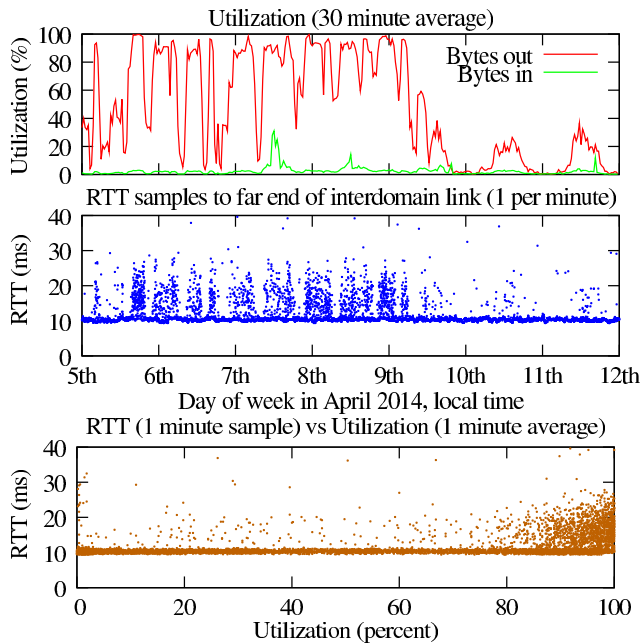 Utilization (30 minute average)
Utilization (%)
100
80
60
40
20
0
Bytes out
Bytes in
RTT samples to far end of interdomain link (1 per minute)
RTT (ms)
40
30
20
10
0
5th 6th 7th 8th 9th 10th 11th 12th
Day of week in April 2014, local time
RTT (1 minute sample) vs Utilization (1 minute average)
RTT (ms)
40
30
20
10
0
0 20 40 60 80 100
Utilization (percent)